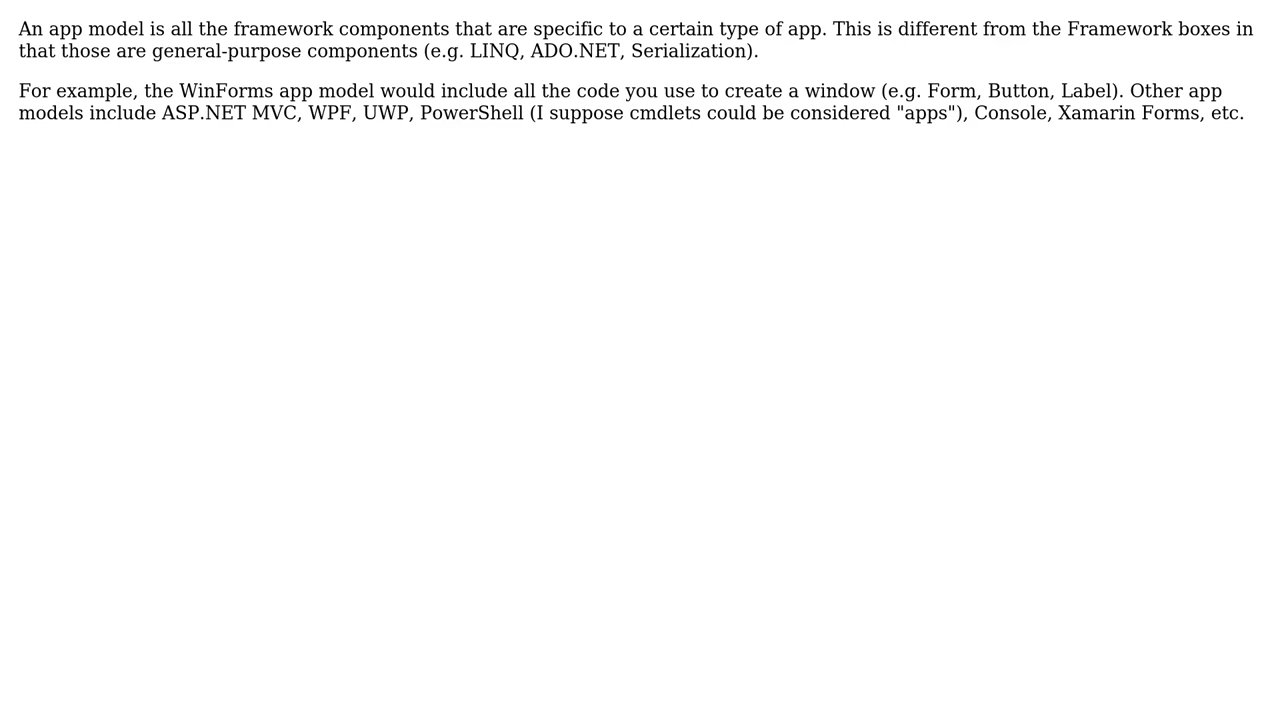 An app model is all the framework components that are specific to a certain type of app. This is different from the Framework boxes in
that those are general-purpose components (e.g. LINQ, ADO.NET, Serialization).
For example, the WinForms app model would include all the code you use to create a window (e.g. Form, Button, Label). Other app
models include ASP.NET MVC, WPF, UWP, PowerShell (I suppose cmdlets could be considered "apps"), Console, Xamarin Forms, etc.